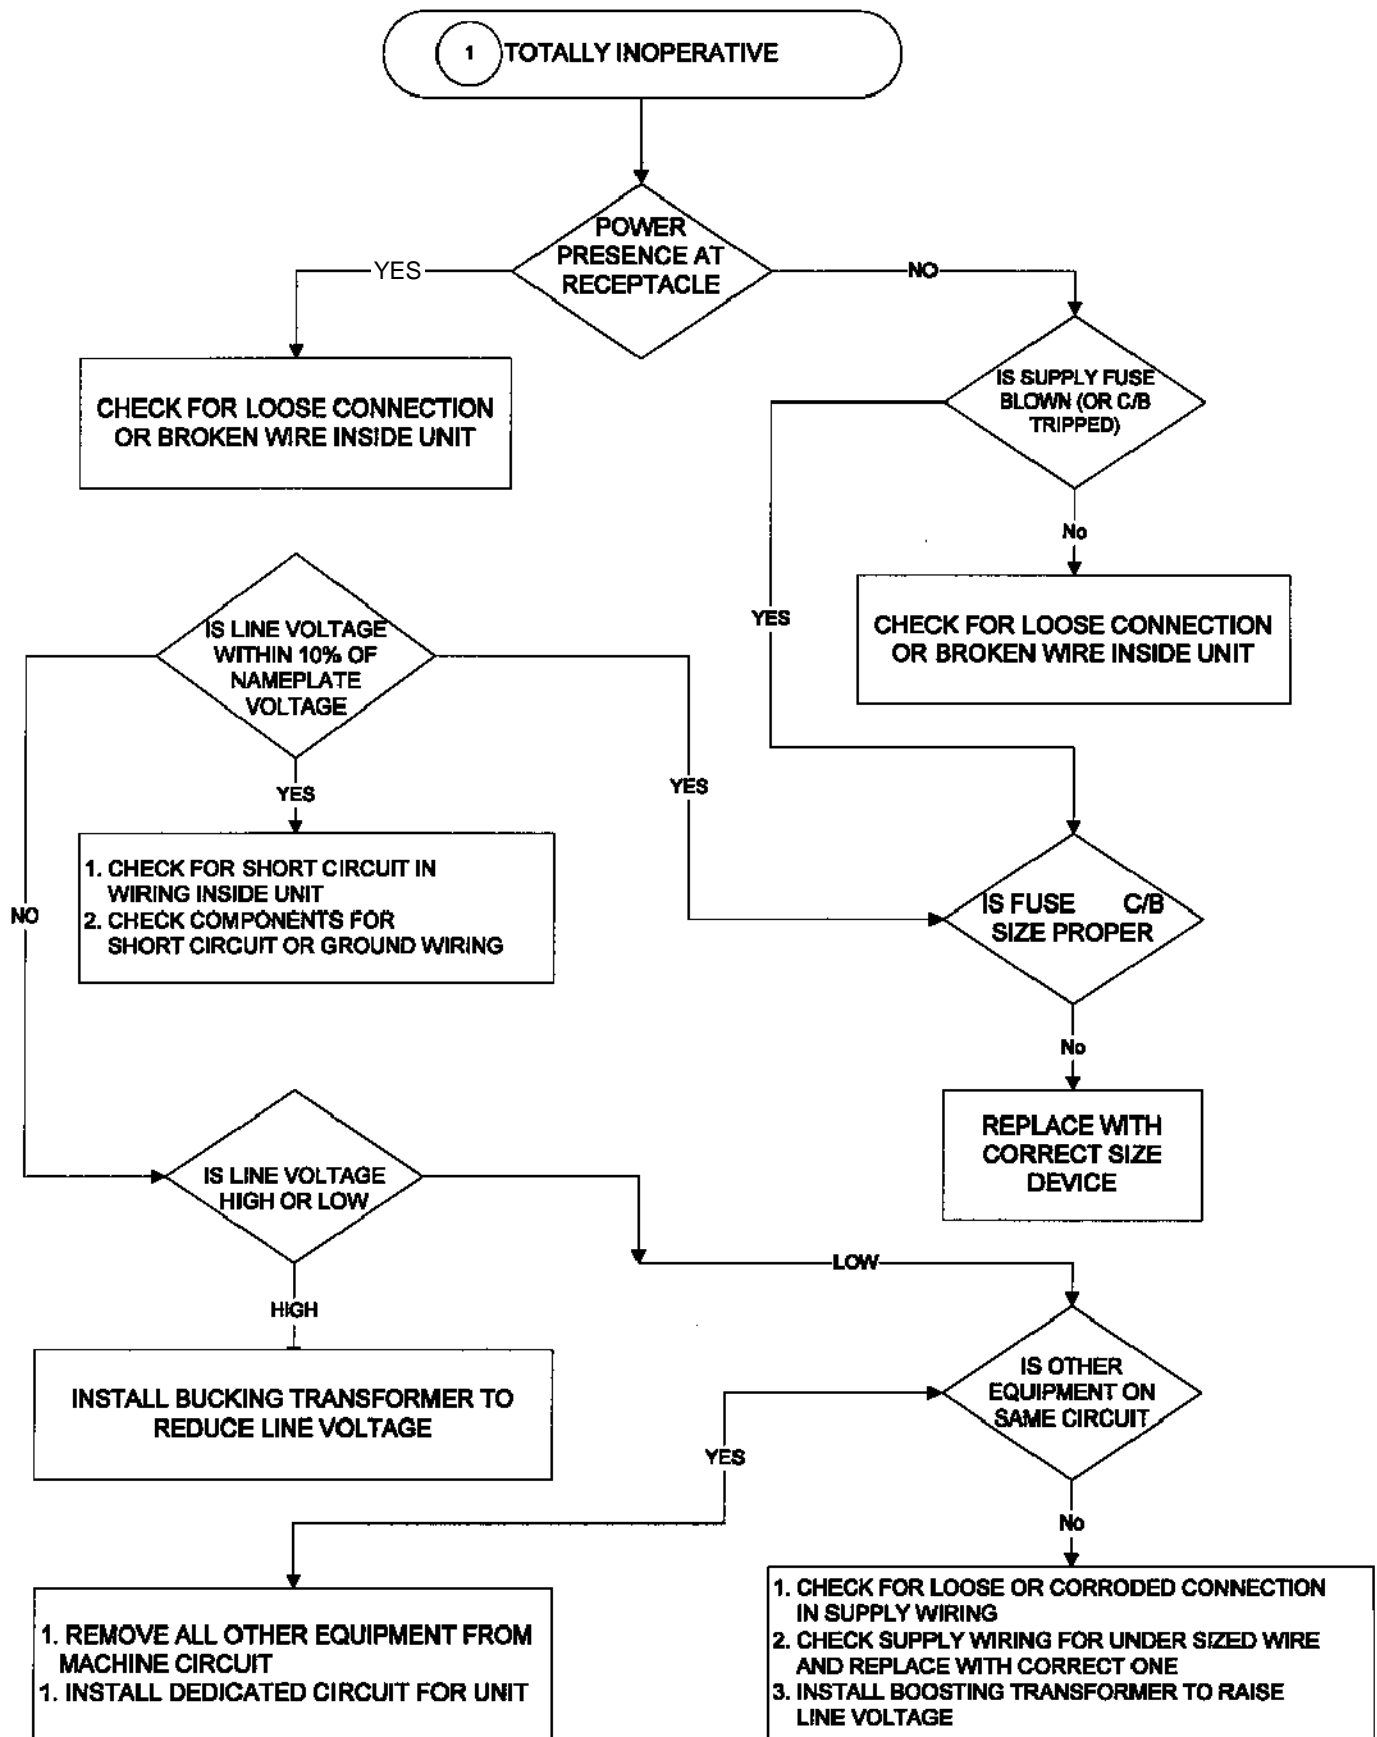 1 TOTALLY INOPERATIVE
POWER
PRESENCE AT
RECEPTACLE
YES
NO
CHECK FOR LOOSE CONNECTION
OR BROKEN WIRE INSIDE UNIT
IS SUPPLY FUSE
BLOWN (OR C/B
TRIPPED)
No
YES
CHECK FOR LOOSE CONNECTION
OR BROKEN WIRE INSIDE UNIT
IS LINE VOLTAGE
WITHIN 10% OF
NAMEPLATE
VOLTAGE
YES
YES
NO
1. CHECK FOR SHORT CIRCUIT IN
WIRING INSIDE UNIT
2. CHECK COMPONENTS FOR
SHORT CIRCUIT OR GROUND WIRING
IS FUSE C/B
SIZE PROPER
No
REPLACE WITH
CORRECT SIZE
DEVICE
IS LINE VOLTAGE
HIGH OR LOW
LOW
HIGH
INSTALL BUCKING TRANSFORMER TO
REDUCE LINE VOLTAGE
IS OTHER
EQUIPMENT ON
SAME CIRCUIT
YES
No
1. REMOVE ALL OTHER EQUIPMENT FROM
MACHINE CIRCUIT
1. INSTALL DEDICATED CIRCUIT FOR UNIT
1. CHECK FOR LOOSE OR CORRODED CONNECTION
IN SUPPLY WIRING
2. CHECK SUPPLY WIRING FOR UNDER SIZED WIRE
AND REPLACE WITH CORRECT ONE
3. INSTALL BOOSTING TRANSFORMER TO RAISE
LINE VOLTAGE